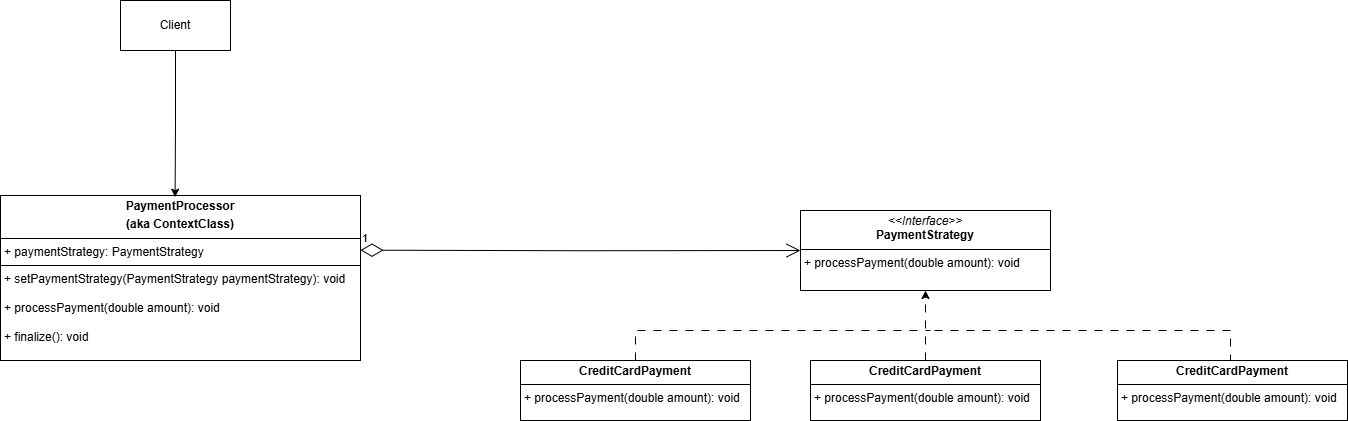 Client
PaymentProcessor
(aka ContextClass)
+ paymentStrategy: PaymentStrategy
+ setPaymentStrategy(PaymentStrategy paymentStrategy): void
+ processPayment(double amount): void
+ finalize(): void
1
<<Interface>>
PaymentStrategy
+ processPayment(double amount): void
CreditCardPayment
+ processPayment(double amount): void
CreditCardPayment
+ processPayment(double amount): void
CreditCardPayment
+ processPayment(double amount): void